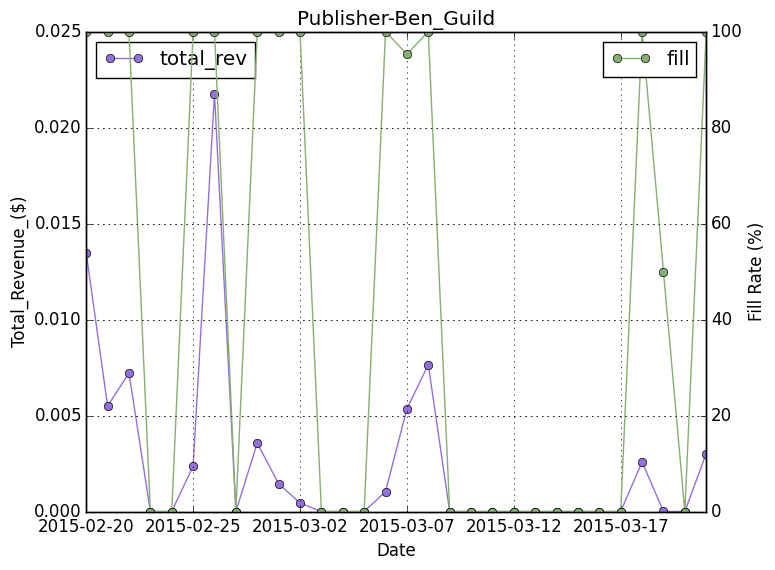 Publisher-Ben_Guild
total_rev
fill
Total_Revenue_($)
0.025
0.020
0.015
0.010
0.005
0.000
100
80
60
40
20
0
Fill Rate (%)
2015-02-20 2015-02-25 2015-03-02 2015-03-07 2015-03-12 2015-03-17
Date